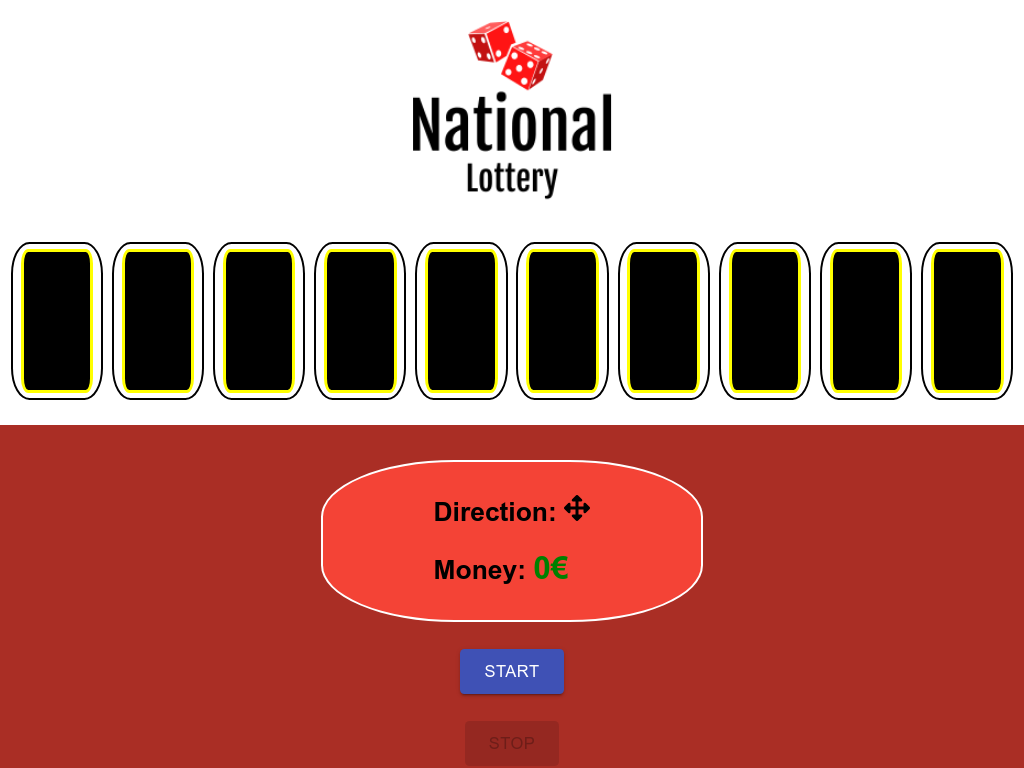 National
Lottery
Direction:
Money: 0€
START
STOP